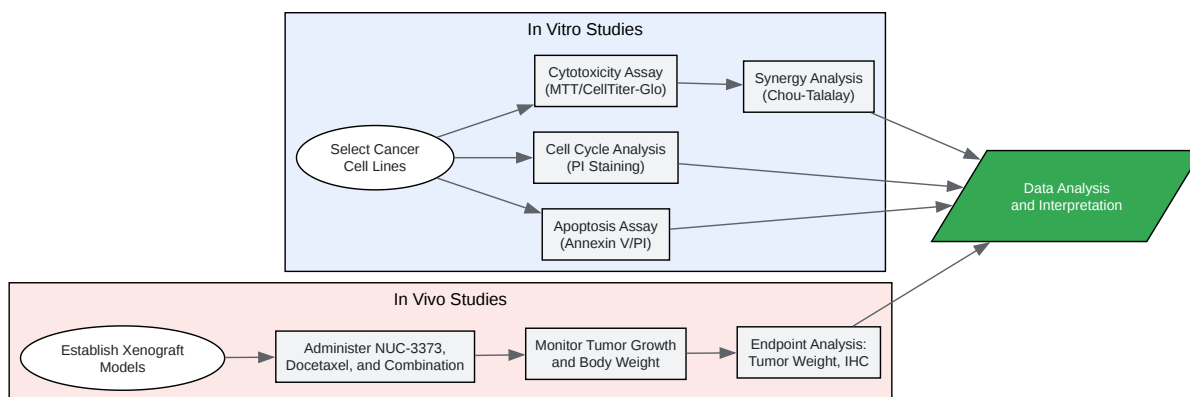 In Vitro Studies
Select Cancer
Cell Lines
Cytotoxicity Assay
(MTT/CellTiter-Glo)
Synergy Analysis
(Chou-Talalay)
Cell Cycle Analysis
(PI Staining)
Apoptosis Assay
(Annexin V/PI)
Data Analysis
and Interpretation
In Vivo Studies
Establish Xenograft
Models
Administer NUC-3373,
Docetaxel, and Combination
Monitor Tumor Growth
and Body Weight
Endpoint Analysis:
Tumor Weight, IHC